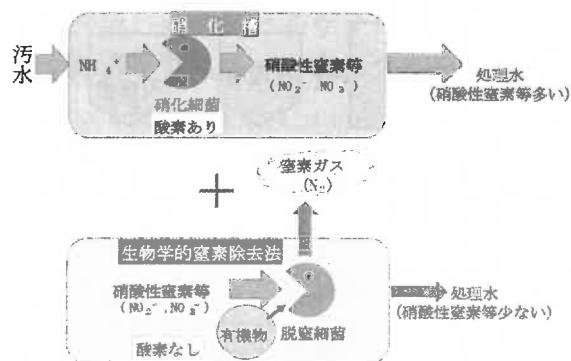 硝化槽
汚水
NH₄⁺
硝酸性窒素等
(NO₂⁻ NO₃⁻)
処理水
(硝酸性窒素等多い)
硝化細菌
酸素あり
+
窒素ガス
(N₂)
生物学的窒素除去法
硝酸性窒素等
(NO₂⁻,NO₃⁻)
有機物
脱窒細菌
酸素なし
処理水
(硝酸性窒素等少ない)